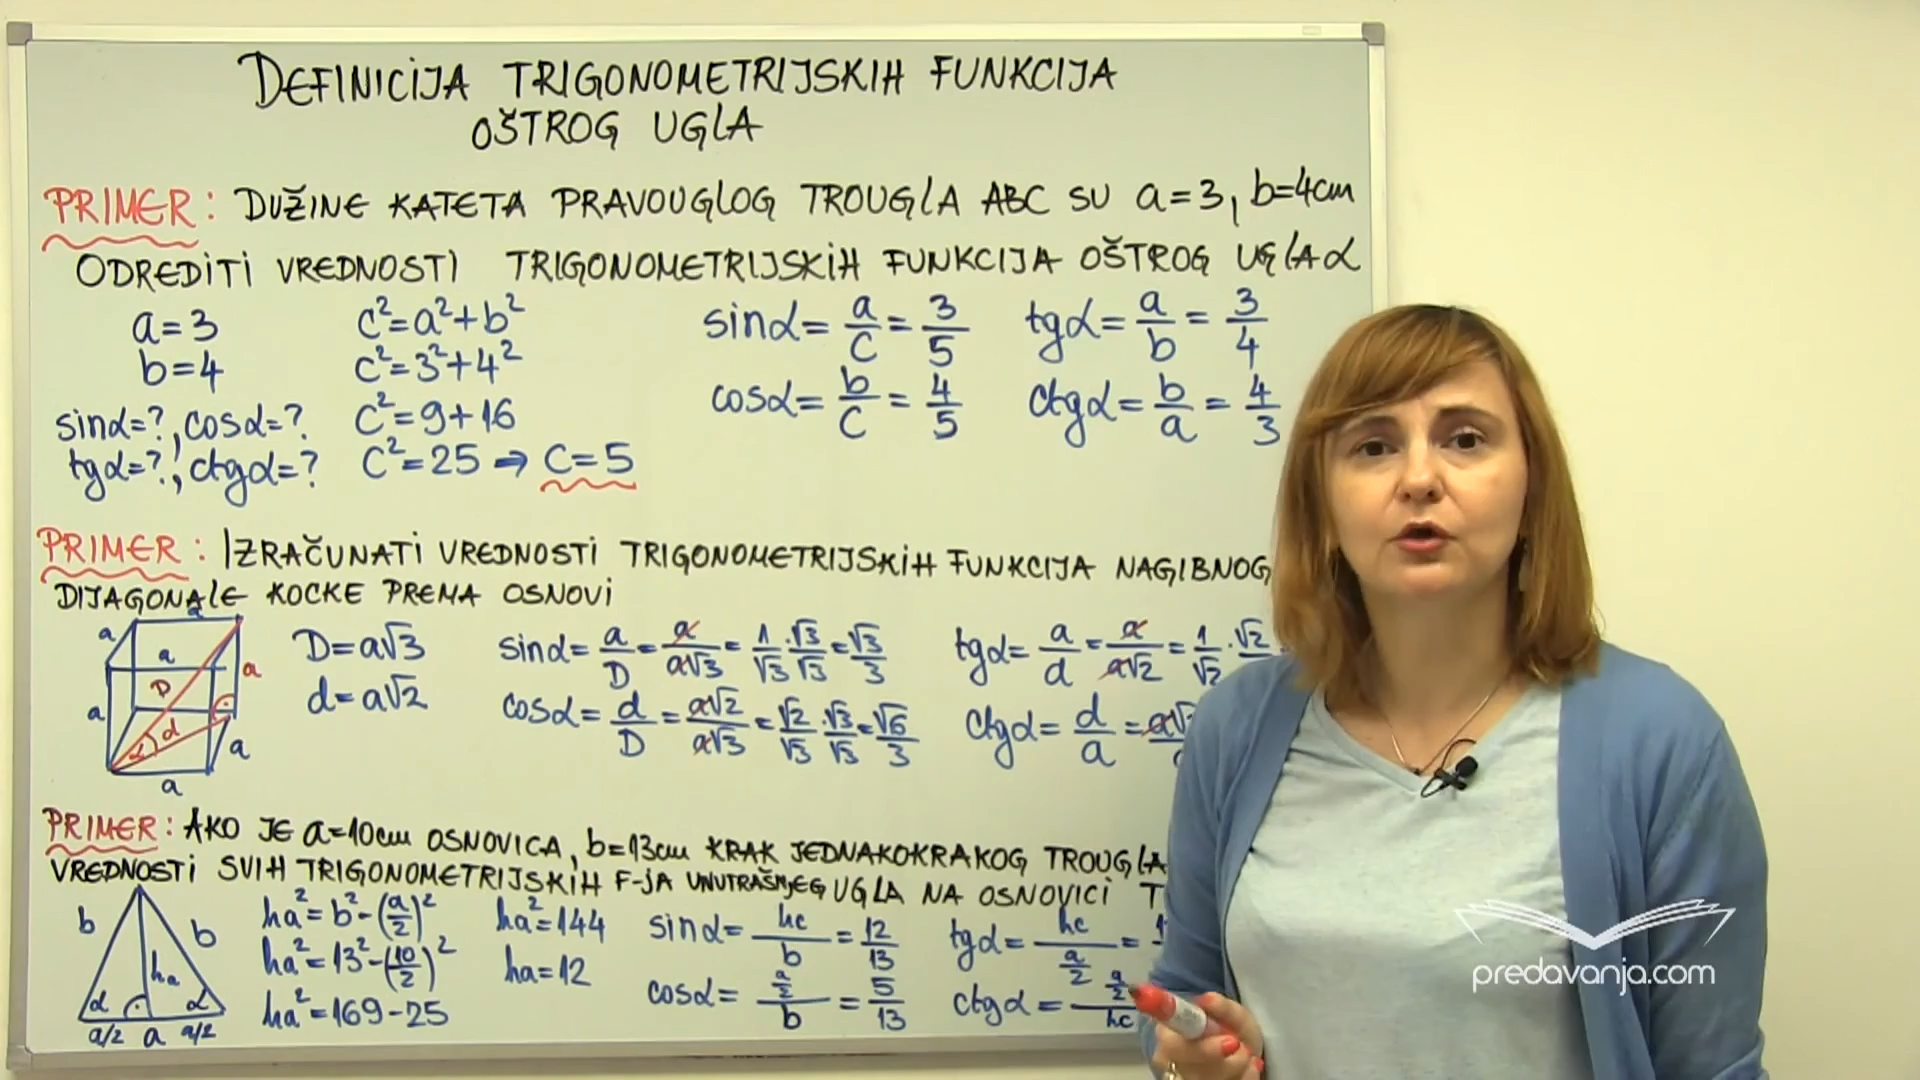 DEFINICIJA TRIGONOMETRIJSKIH FUNKCIJA
OŠTROG UGLA
PRIMER: DUŽINE KATETA PRAVOUGLOG TROUGLA ABC SU a=3, b=4cm
ODREDITI VREDNOSTI TRIGONOMETRIJSKIH FUNKCIJA OŠTROG UGLA α
a=3
b=4
sinα=?, cosα=?
tgα=?, ctgα=?
c²=a²+b²
c²=3²+4²
c²=9+16
c²=25 ⇒ c=5
sinα=a/c=3/5
cosα=b/c=4/5
tgα=a/b=3/4
ctgα=b/a=4/3
PRIMER: IZRAČUNATI VREDNOSTI TRIGONOMETRIJSKIH FUNKCIJA NAGIBNOG
DIJAGONALE KOCKE PREMA OSNOVI
a
a
a
a
D
a
d
α
a
a
D=a√3
d=a√2
sinα=a/D=a/a√3=1/√3·√3/√3=√3/3
cosα=d/D=a√2/a√3=√2/√3·√3/√3=√6/3
tgα=a/d=a/a√2=1/√2·√2
ctgα=d/a=a√
PRIMER: AKO JE a=10cm OSNOVICA, b=13cm KRAK JEDNAKOKRAKOG TROUGLA
VREDNOSTI SVIH TRIGONOMETRIJSKIH F-JA UNUTRAŠNJEG UGLA NA OSNOVICI T
b
b
ha
α
α
a/2 a a/2
ha²=b²-(a/2)²
ha²=13²-(10/2)²
ha²=169-25
ha²=144
ha=12
sinα=hc/b=12/13
cosα=a/2/b=5/13
tgα=hc/a/2=1
ctgα=a/2/hc
predavanja.com